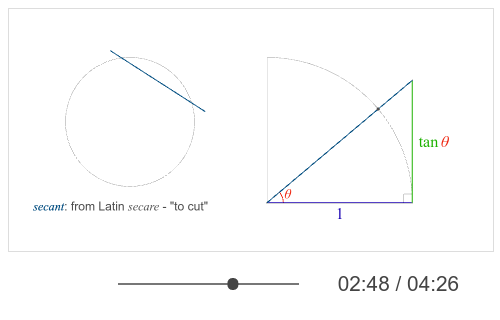 tan θ
θ
secant: from Latin secare - "to cut"
1
02:48 / 04:26